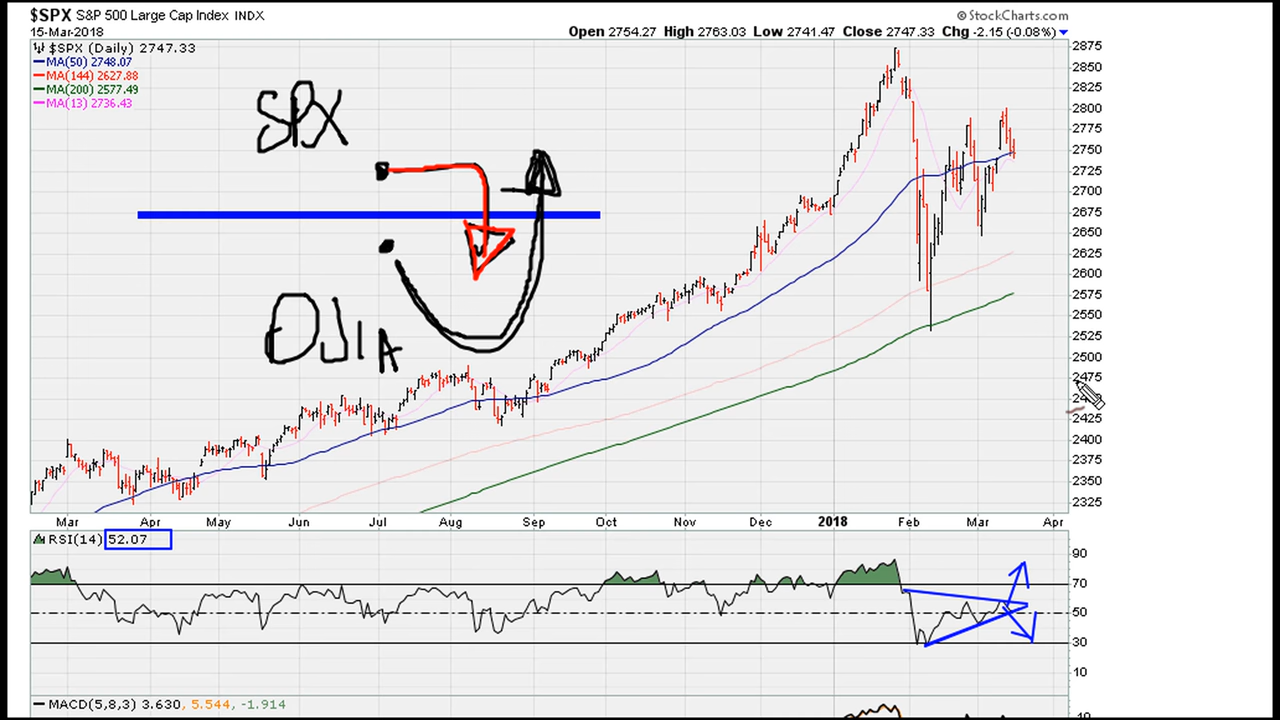 $SPX S&P 500 Large Cap Index INDX
© StockCharts.com
15-Mar-2018
Open 2754.27 High 2763.03 Low 2741.47 Close 2747.33 Chg -2.15 (-0.08%)
$SPX (Daily) 2747.33
MA(50) 2748.07
MA(144) 2627.88
MA(200) 2577.49
MA(13) 2736.43
SPX
DJIA
2875
2850
2825
2800
2775
2750
2725
2700
2675
2650
2625
2600
2575
2550
2525
2500
2475
2425
2400
2375
2350
2325
Mar Apr May Jun Jul Aug Sep Oct Nov Dec 2018 Feb Mar Apr
RSI(14) 52.07
90
70
50
30
10
MACD(5,8,3) 3.630, 5.544, -1.914
10